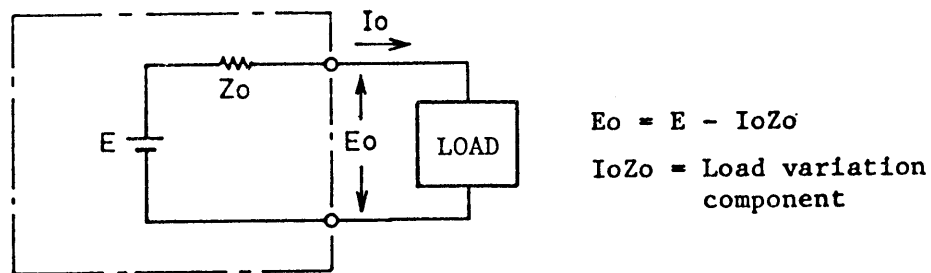 Io
Zo
E
Eo
LOAD
Eo = E - IoZo
IoZo = Load variation
component